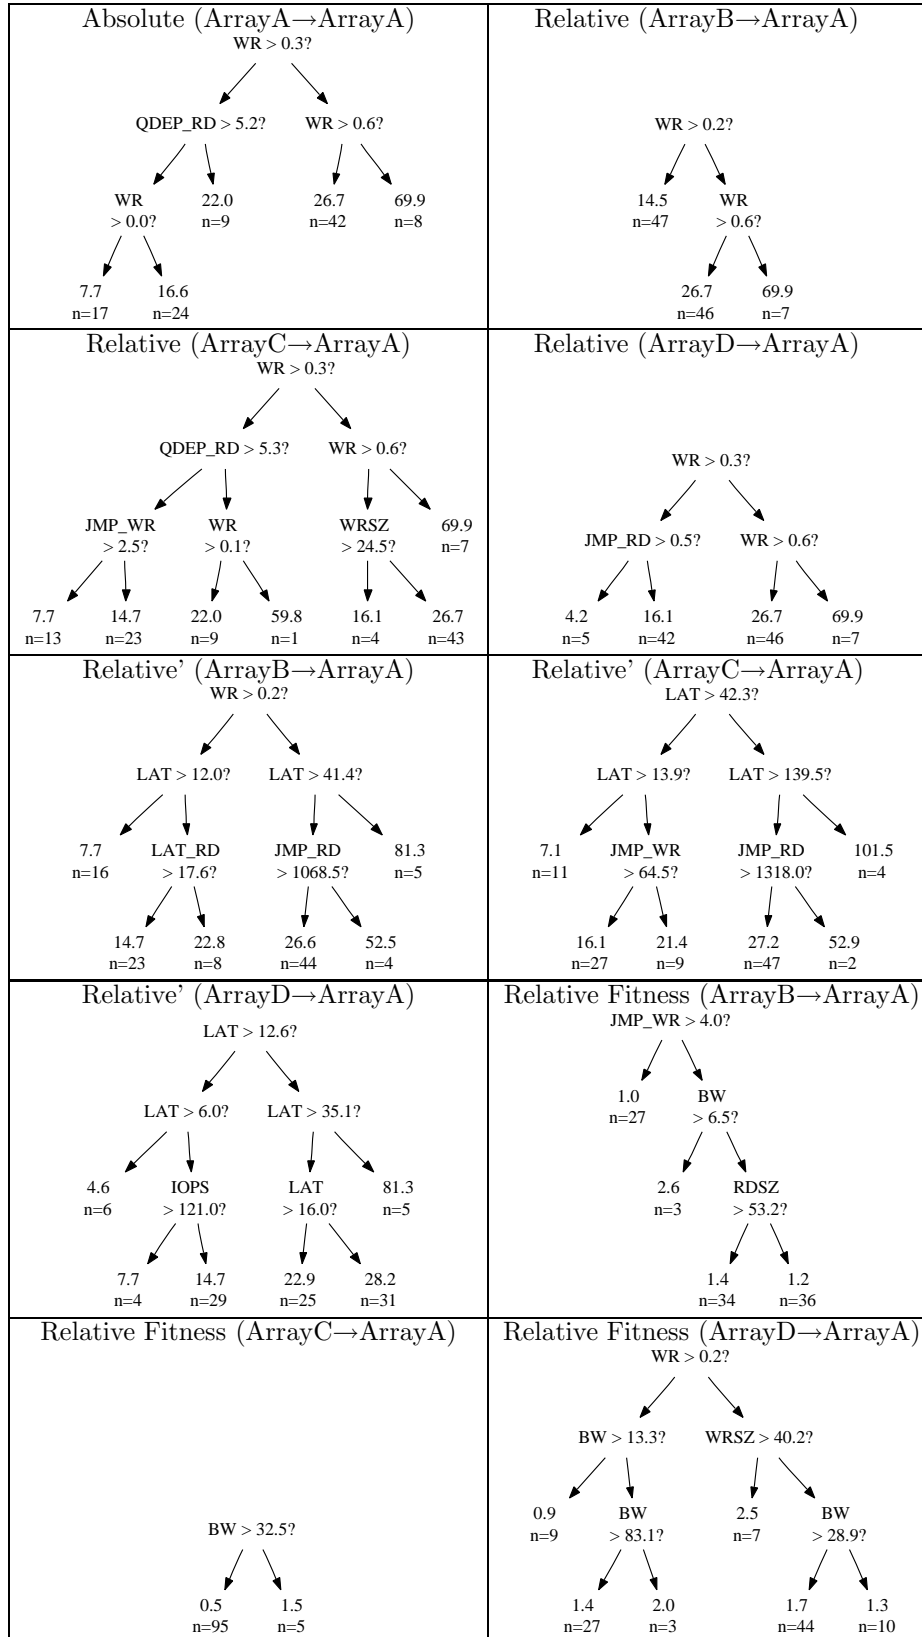 Absolute (ArrayA→ArrayA)
WR > 0.3?
QDEP_RD > 5.2?
WR > 0.6?
WR
> 0.0?
22.0
n=9
26.7
n=42
69.9
n=8
7.7
n=17
16.6
n=24
Relative (ArrayB→ArrayA)
WR > 0.2?
14.5
n=47
WR
> 0.6?
26.7
n=46
69.9
n=7
Relative (ArrayC→ArrayA)
WR > 0.3?
QDEP_RD > 5.3?
WR > 0.6?
JMP_WR
> 2.5?
WR
> 0.1?
WRSZ
> 24.5?
69.9
n=7
7.7
n=13
14.7
n=23
22.0
n=9
59.8
n=1
16.1
n=4
26.7
n=43
Relative (ArrayD→ArrayA)
WR > 0.3?
JMP_RD > 0.5?
WR > 0.6?
4.2
n=5
16.1
n=42
26.7
n=46
69.9
n=7
Relative’ (ArrayB→ArrayA)
WR > 0.2?
LAT > 12.0?
LAT > 41.4?
7.7
n=16
LAT_RD
> 17.6?
JMP_RD
> 1068.5?
81.3
n=5
14.7
n=23
22.8
n=8
26.6
n=44
52.5
n=4
Relative’ (ArrayC→ArrayA)
LAT > 42.3?
LAT > 13.9?
LAT > 139.5?
7.1
n=11
JMP_WR
> 64.5?
JMP_RD
> 1318.0?
101.5
n=4
16.1
n=27
21.4
n=9
27.2
n=47
52.9
n=2
Relative’ (ArrayD→ArrayA)
LAT > 12.6?
LAT > 6.0?
LAT > 35.1?
4.6
n=6
IOPS
> 121.0?
LAT
> 16.0?
81.3
n=5
7.7
n=4
14.7
n=29
22.9
n=25
28.2
n=31
Relative Fitness (ArrayB→ArrayA)
JMP_WR > 4.0?
1.0
n=27
BW
> 6.5?
2.6
n=3
RDSZ
> 53.2?
1.4
n=34
1.2
n=36
Relative Fitness (ArrayC→ArrayA)
BW > 32.5?
0.5
n=95
1.5
n=5
Relative Fitness (ArrayD→ArrayA)
WR > 0.2?
BW > 13.3?
WRSZ > 40.2?
0.9
n=9
BW
> 83.1?
2.5
n=7
BW
> 28.9?
1.4
n=27
2.0
n=3
1.7
n=44
1.3
n=10